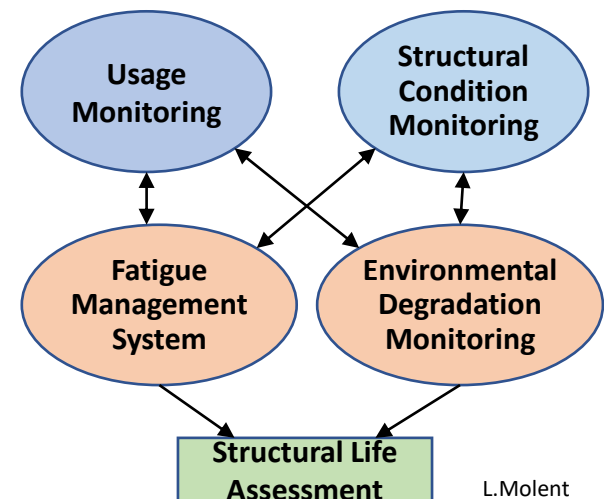 Usage
Monitoring
Structural
Condition
Monitoring
Fatigue
Management
System
Environmental
Degradation
Monitoring
Structural Life
Assessment
L.Molent